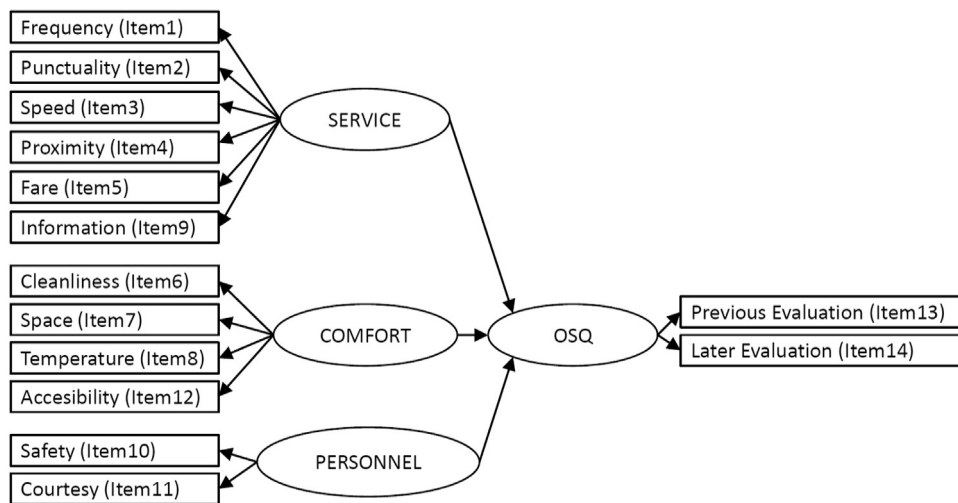 Frequency (Item1)
Punctuality (Item2)
Speed (Item3)
Proximity (Item4)
Fare (Item5)
Information (Item9)
SERVICE
Cleanliness (Item6)
Space (Item7)
Temperature (Item8)
Accesibility (Item12)
COMFORT
OSQ
Previous Evaluation (Item13)
Later Evaluation (Item14)
Safety (Item10)
Courtesy (Item11)
PERSONNEL